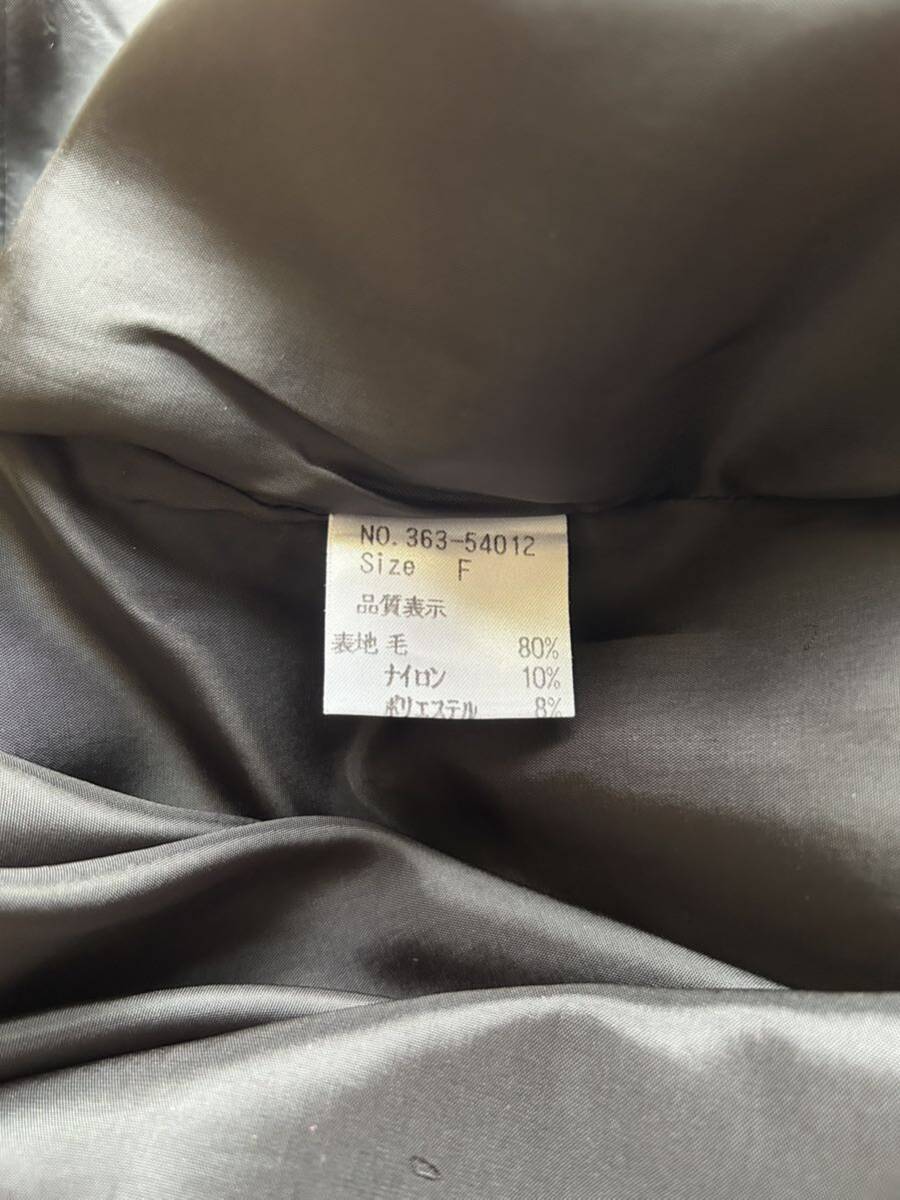 NO. 363-54012
Size F
品質表示
表地 毛 80%
ナイロン 10%
ポリエステル 8%